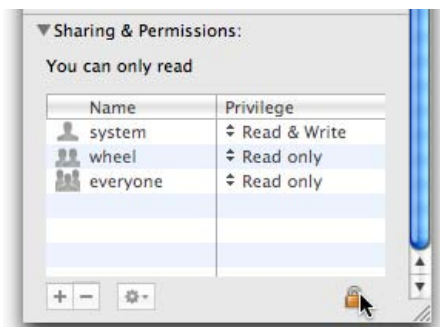 Sharing & Permissions:
You can only read
Name Privilege
system Read & Write
wheel Read only
everyone Read only